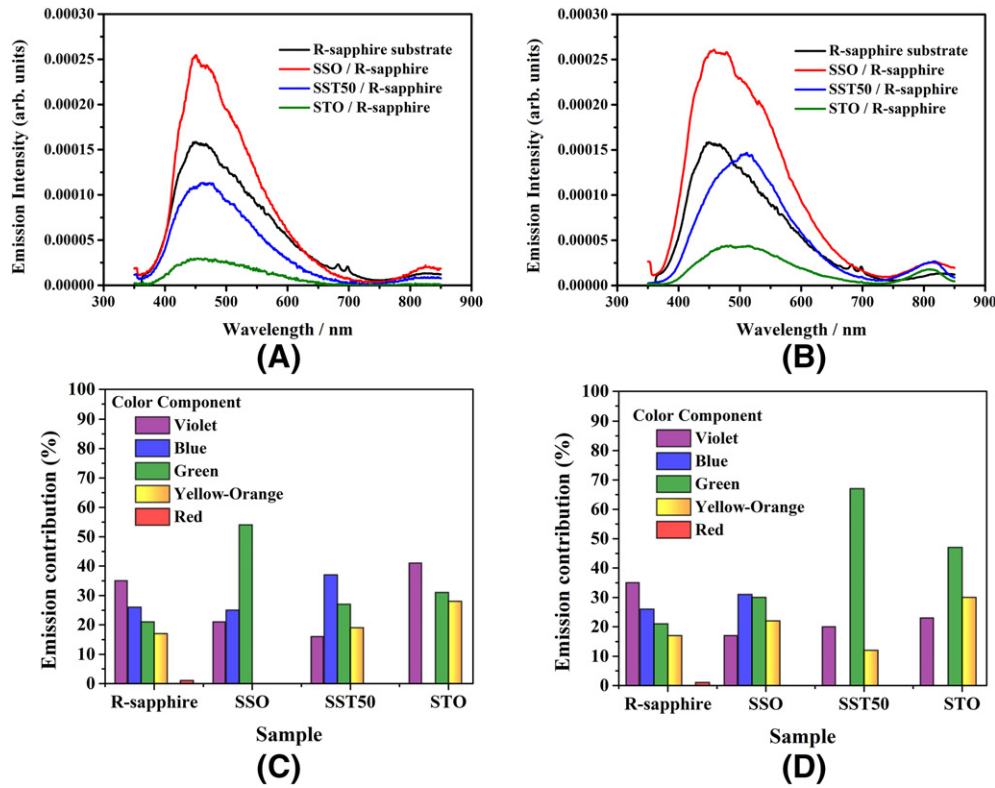 0.00030
0.00025
0.00020
0.00015
0.00010
0.00005
0.00000
Emission Intensity (arb. units)
R-sapphire substrate
SSO / R-sapphire
SST50 / R-sapphire
STO / R-sapphire
300 400 500 600 700 800 900
Wavelength / nm
(A)
0.00030
0.00025
0.00020
0.00015
0.00010
0.00005
0.00000
Emission Intensity (arb. units)
R-sapphire substrate
SSO / R-sapphire
SST50 / R-sapphire
STO / R-sapphire
300 400 500 600 700 800 900
Wavelength / nm
(B)
100
90
80
70
60
50
40
30
20
10
0
Emission contribution (%)
Color Component
Violet
Blue
Green
Yellow-Orange
Red
R-sapphire SSO SST50 STO
Sample
(C)
100
90
80
70
60
50
40
30
20
10
0
Emission contribution (%)
Color Component
Violet
Blue
Green
Yellow-Orange
Red
R-sapphire SSO SST50 STO
Sample
(D)